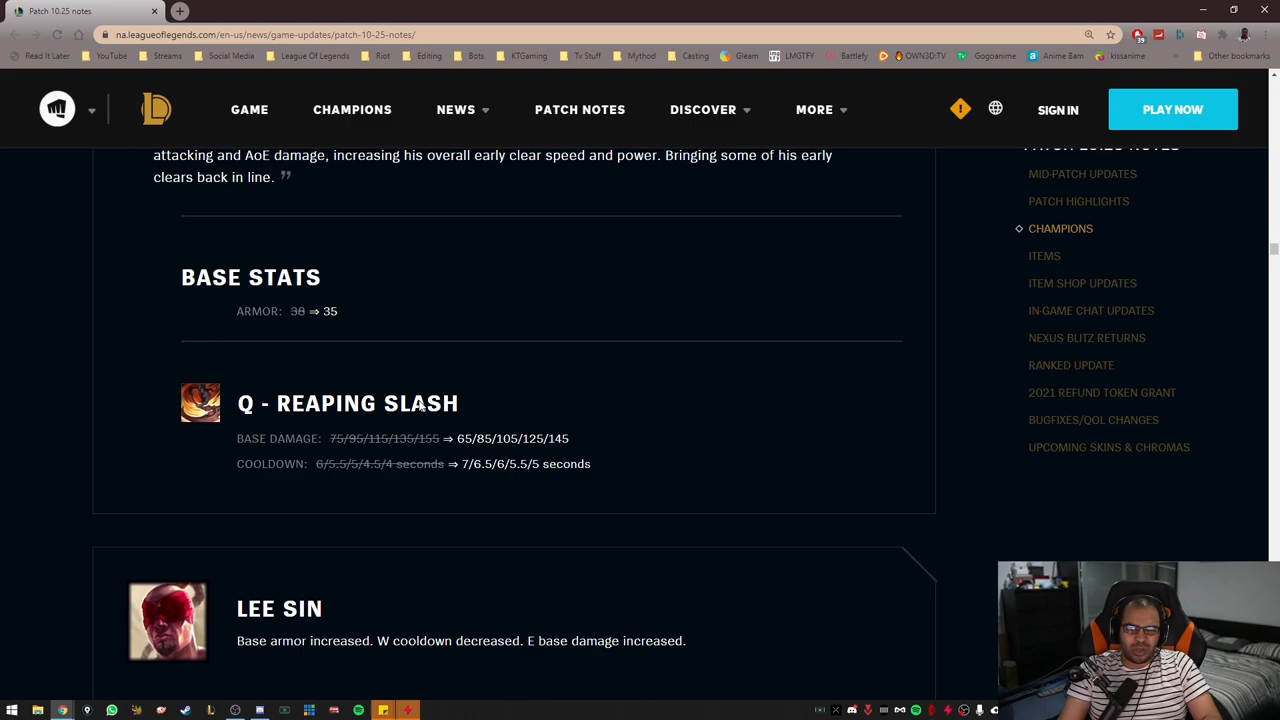 Patch 10.25 notes
na.leagueoflegends.com/en-us/news/game-updates/patch-10-25-notes/
39
Read It Later YouTube Streams Social Media League Of Legends Riot Editing Bots KTGaming Tv Stuff Mythod Casting Gleam LMGTFY Battlefy OWN3D.TV Gogoanime Anime Bam kissanime Other bookmarks
GAME CHAMPIONS NEWS PATCH NOTES DISCOVER MORE SIGN IN PLAY NOW
attacking and AoE damage, increasing his overall early clear speed and power. Bringing some of his early
clears back in line.
BASE STATS
ARMOR: 38 ⇒ 35
Q - REAPING SLASH
BASE DAMAGE: 75/95/115/135/155 ⇒ 65/85/105/125/145
COOLDOWN: 6/5.5/5/4.5/4 seconds ⇒ 7/6.5/6/5.5/5 seconds
LEE SIN
Base armor increased. W cooldown decreased. E base damage increased.
MID-PATCH UPDATES
PATCH HIGHLIGHTS
CHAMPIONS
ITEMS
ITEM SHOP UPDATES
IN-GAME CHAT UPDATES
NEXUS BLITZ RETURNS
RANKED UPDATE
2021 REFUND TOKEN GRANT
BUGFIXES/QOL CHANGES
UPCOMING SKINS & CHROMAS